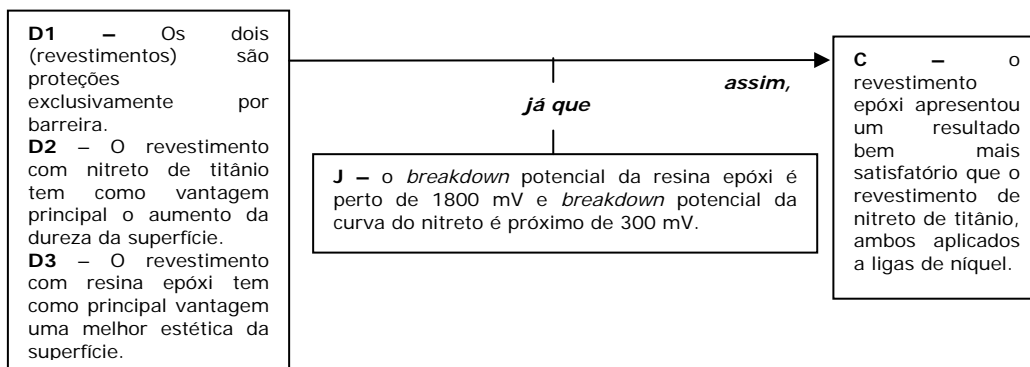 D1 – Os dois
(revestimentos) são
proteções
exclusivamente por
barreira.
D2 – O revestimento
com nitreto de titânio
tem como vantagem
principal o aumento da
dureza da superfície.
D3 – O revestimento
com resina epóxi tem
como principal vantagem
uma melhor estética da
superfície.
assim,
já que
J – o breakdown potencial da resina epóxi é
perto de 1800 mV e breakdown potencial da
curva do nitreto é próximo de 300 mV.
C – o
revestimento
epóxi apresentou
um resultado
bem mais
satisfatório que o
revestimento de
nitreto de titânio,
ambos aplicados
a ligas de níquel.